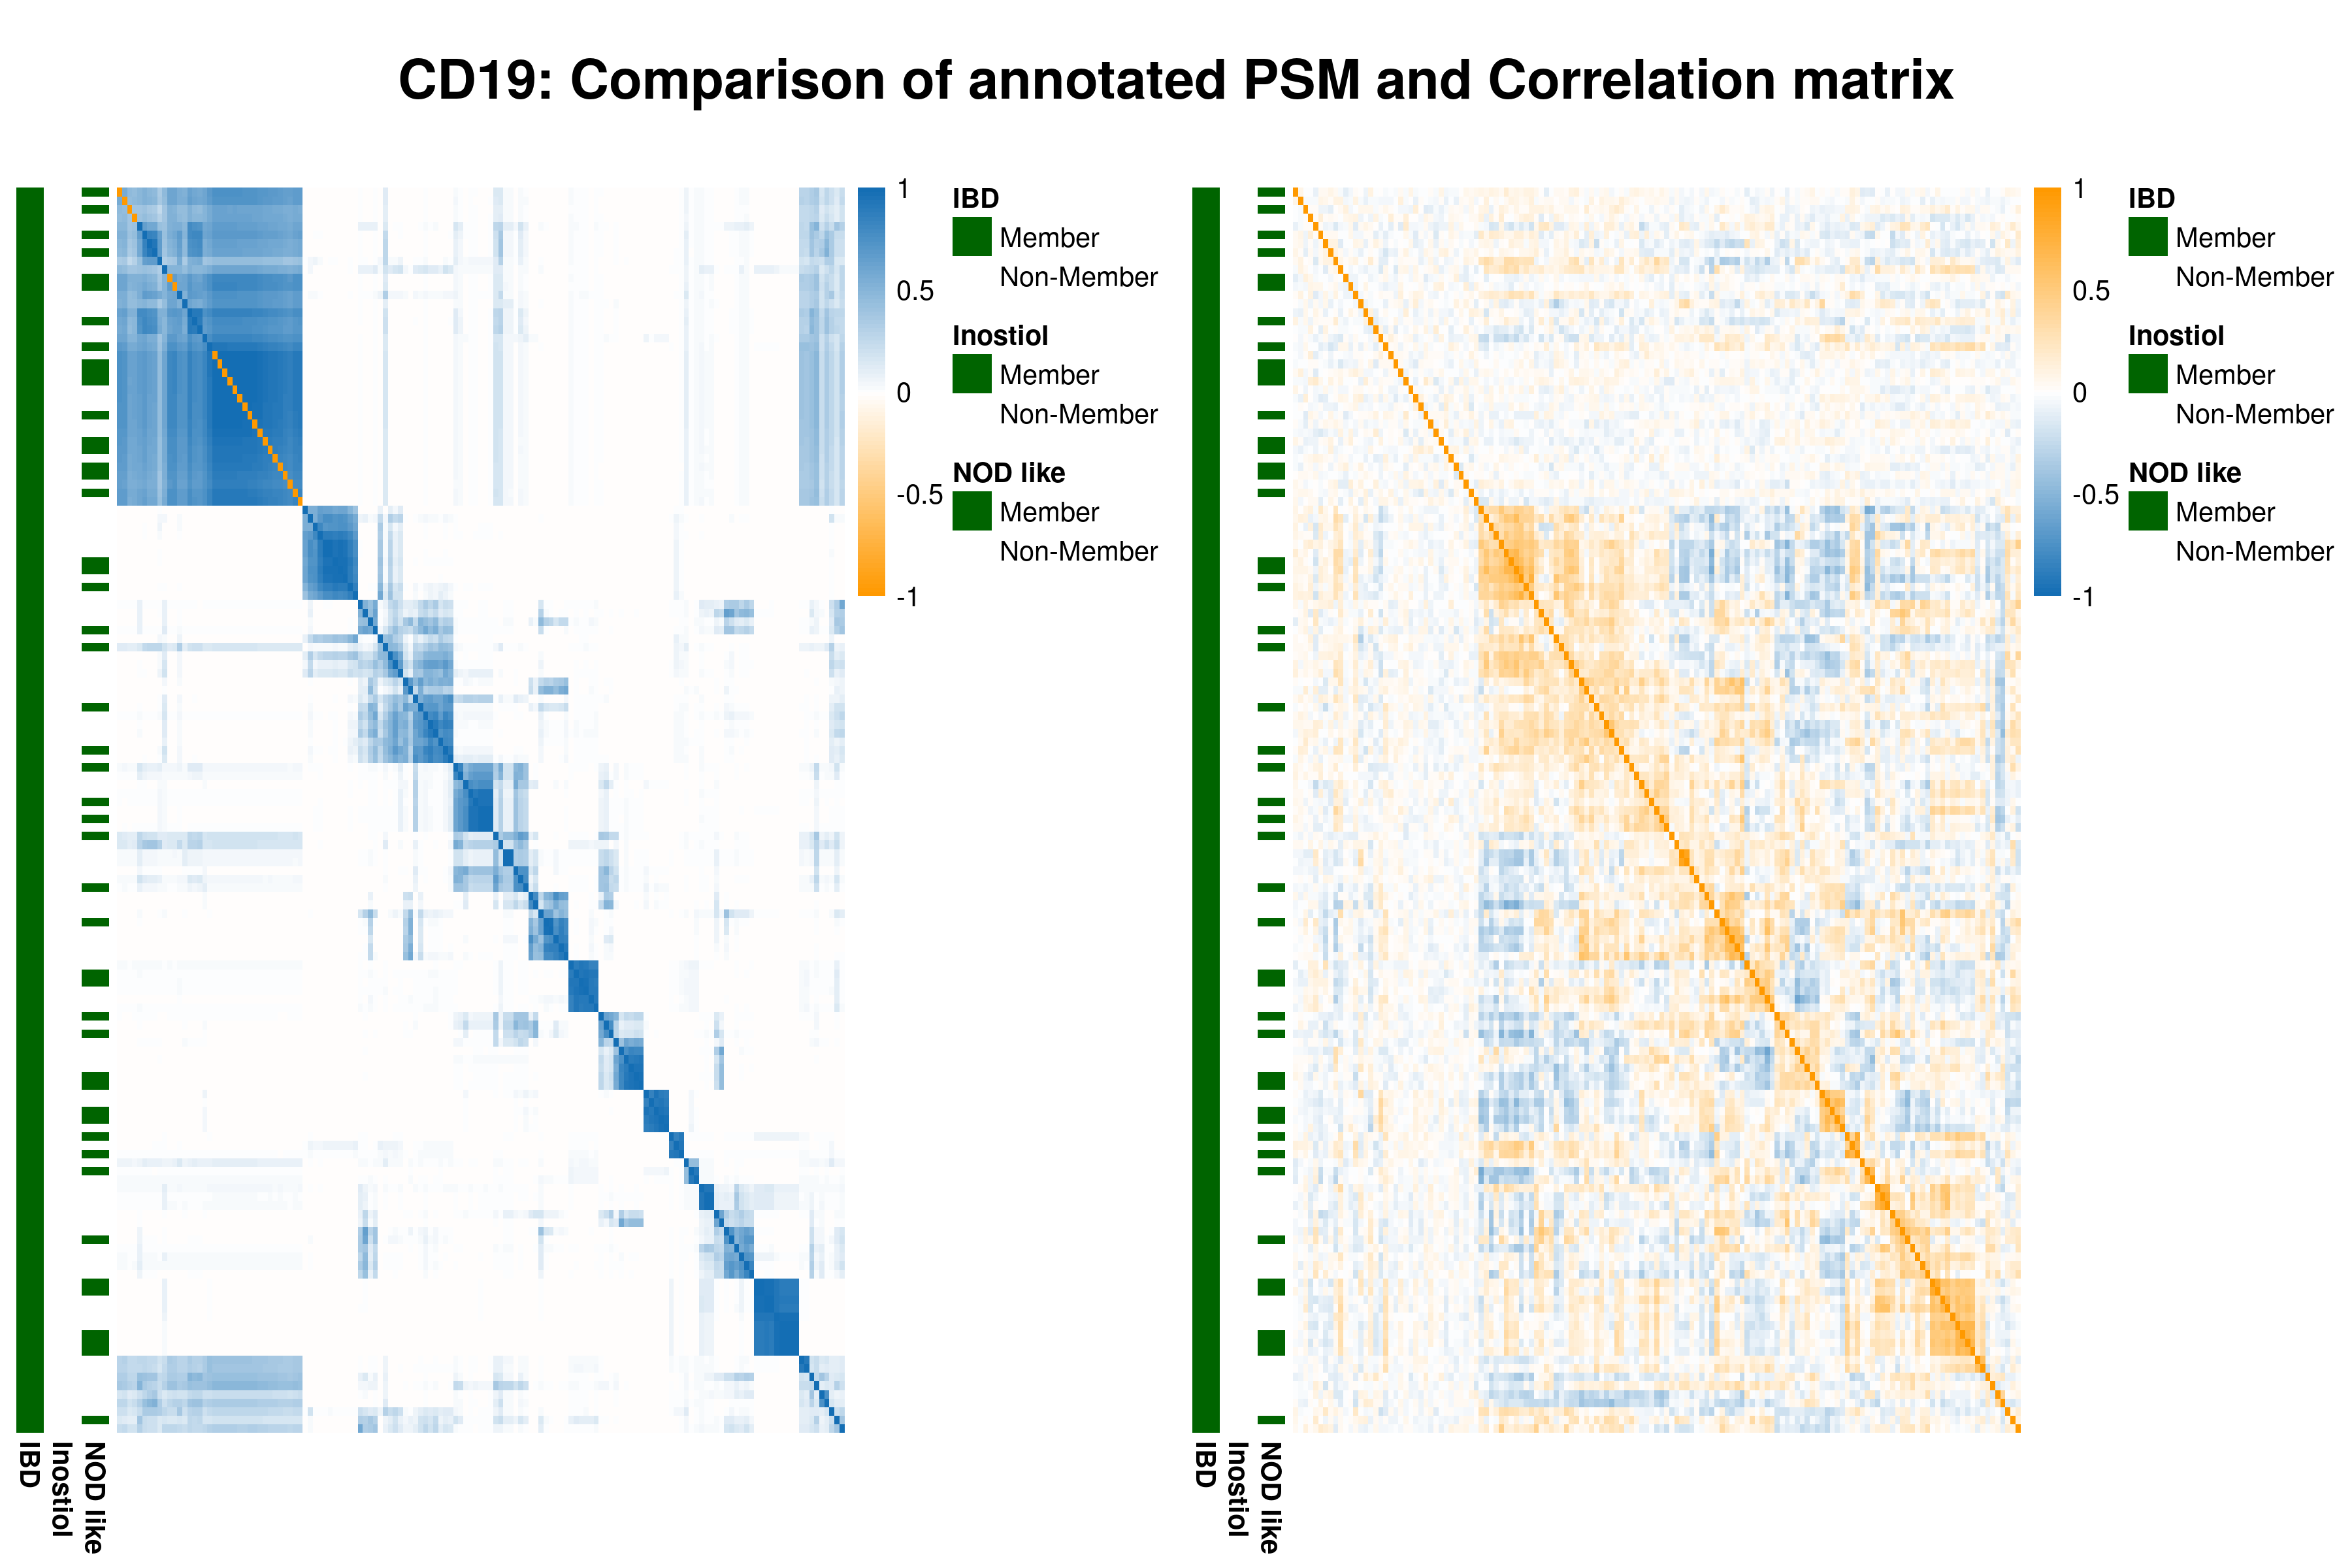 CD19: Comparison of annotated PSM and Correlation matrix
1
0.5
0
-0.5
-1
IBD
Member
Non-Member
Inostiol
Member
Non-Member
NOD like
Member
Non-Member
IBD
Inostiol
NOD like
1
0.5
0
-0.5
-1
IBD
Member
Non-Member
Inostiol
Member
Non-Member
NOD like
Member
Non-Member
IBD
Inostiol
NOD like